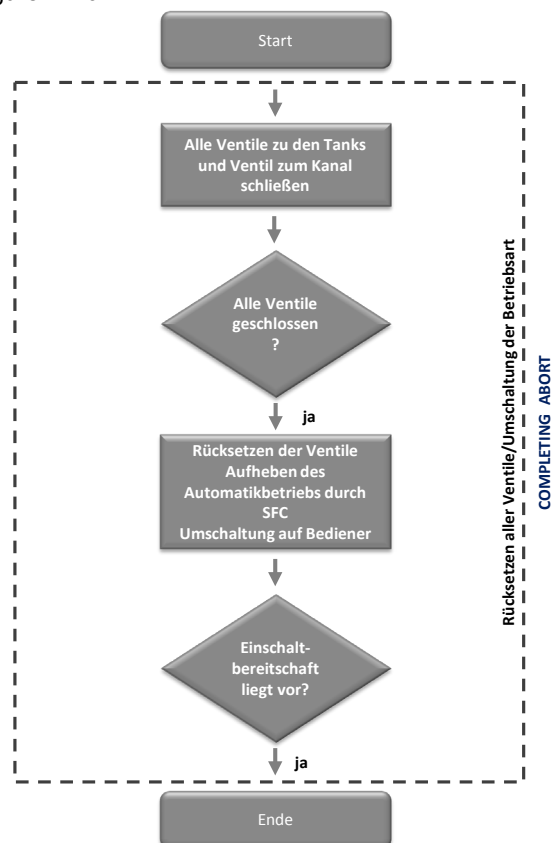 Start
Alle Ventile zu den Tanks
und Ventil zum Kanal
schließen
Alle Ventile
geschlossen
?
ja
Rücksetzen der Ventile
Aufheben des
Automatikbetriebs durch
SFC
Umschaltung auf Bediener
Einschalt-
bereitschaft
liegt vor?
ja
Ende
Rücksetzen aller Ventile/Umschaltung der Betriebsart
COMPLETING ABORT